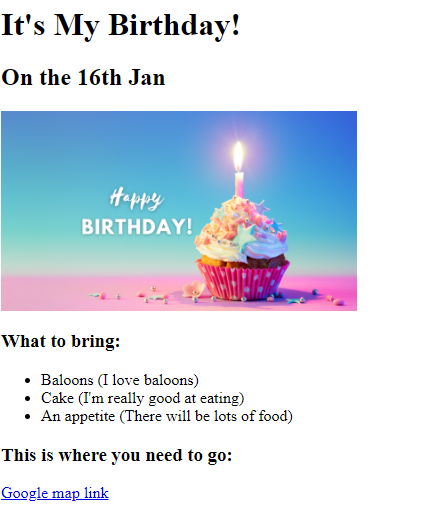 It's My Birthday!
On the 16th Jan
Happy
BIRTHDAY!
What to bring:
Baloons (I love baloons)
Cake (I'm really good at eating)
An appetite (There will be lots of food)
This is where you need to go:
Google map link